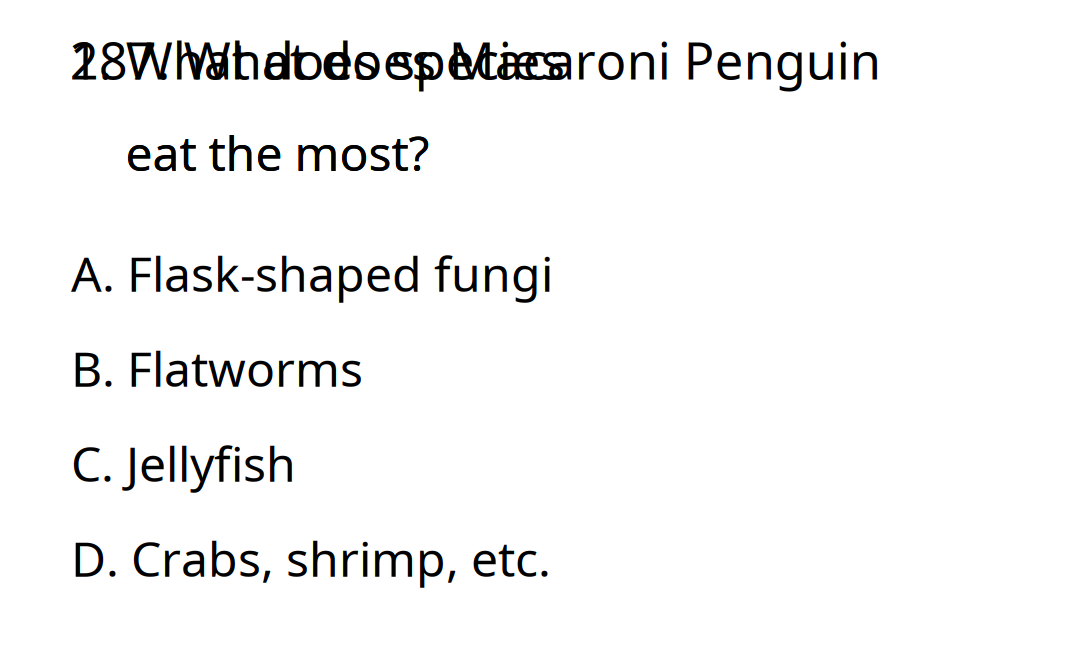 Macaroni Penguin
eat the most?
A. Flask-shaped fungi
B. Flatworms
C. Jellyfish
D. Crabs, shrimp, etc.